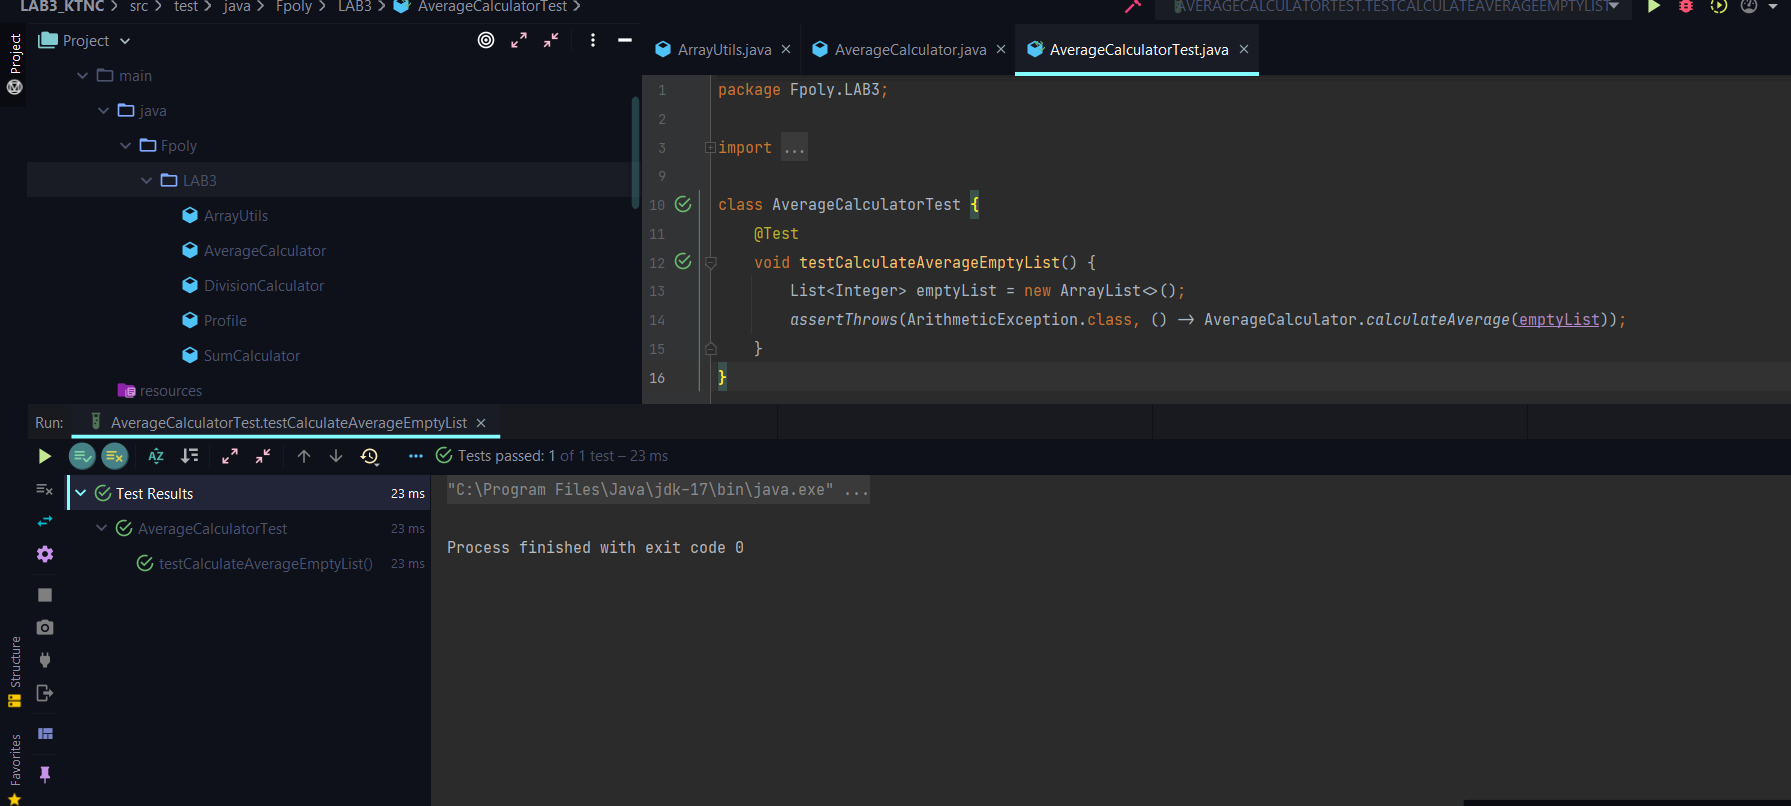 LAB3_KTNC > src > test > java > Fpoly > LAB3 > AverageCalculatorTest >
AVERAGECALCULATORTEST.TESTCALCULATEAVERAGEEMPTYLIST
Project
Project
main
java
Fpoly
LAB3
ArrayUtils
AverageCalculator
DivisionCalculator
Profile
SumCalculator
resources
ArrayUtils.java × AverageCalculator.java × AverageCalculatorTest.java ×
1 package Fpoly.LAB3;
2
3 import ...
9
10 class AverageCalculatorTest {
11 @Test
12 void testCalculateAverageEmptyList() {
13 List<Integer> emptyList = new ArrayList<>();
14 assertThrows(ArithmeticException.class, () -> AverageCalculator.calculateAverage(emptyList));
15 }
16 }
Run: AverageCalculatorTest.testCalculateAverageEmptyList ×
Tests passed: 1 of 1 test – 23 ms
Test Results 23 ms
AverageCalculatorTest 23 ms
testCalculateAverageEmptyList() 23 ms
"C:\Program Files\Java\jdk-17\bin\java.exe" ...
Process finished with exit code 0
Structure
Favorites